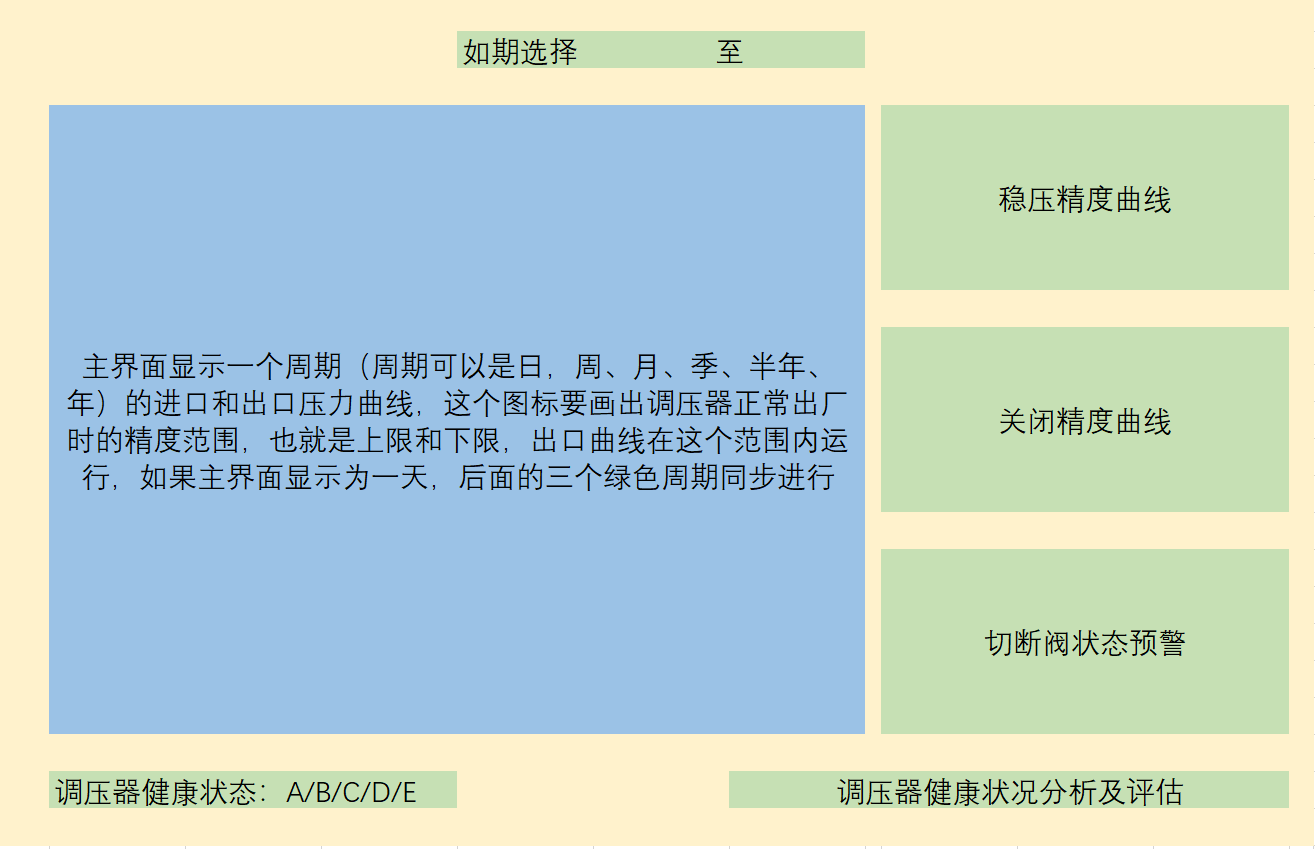 如期选择 至
主界面显示一个周期（周期可以是日，周、月、季、半年、
年）的进口和出口压力曲线，这个图标要画出调压器正常出厂
时的精度范围，也就是上限和下限，出口曲线在这个范围内运
行，如果主界面显示为一天，后面的三个绿色周期同步进行
稳压精度曲线
关闭精度曲线
切断阀状态预警
调压器健康状态：A/B/C/D/E
调压器健康状况分析及评估